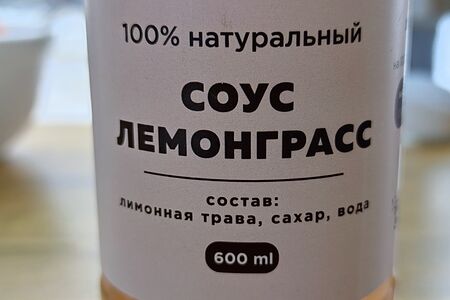 100% натуральный
СОУС
ЛЕМОНГРАСС
состав:
лимонная трава, сахар, вода
600 ml